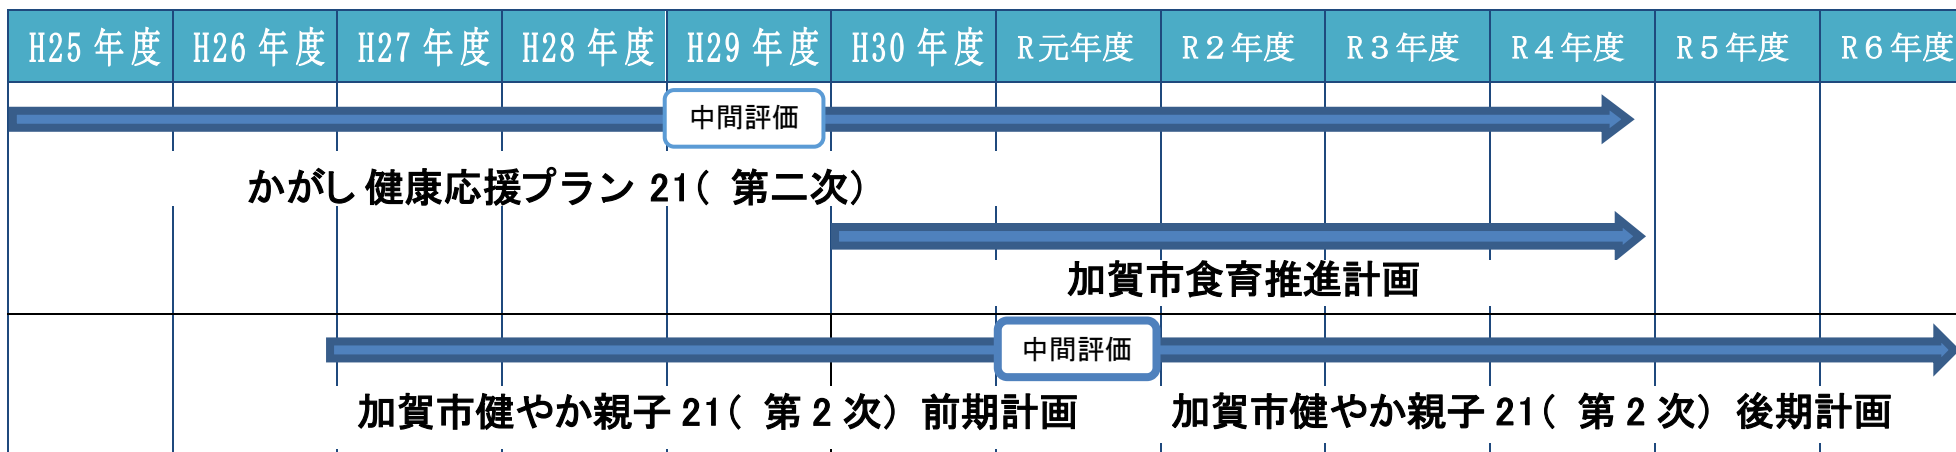 H25年度 H26年度 H27年度 H28年度 H29年度 H30年度 R元年度 R2年度 R3年度 R4年度 R5年度 R6年度
中間評価
かがし健康応援プラン 21( 第二次)
加賀市食育推進計画
中間評価
加賀市健やか親子 21( 第 2 次) 前期計画 加賀市健やか親子 21( 第 2 次) 後期計画